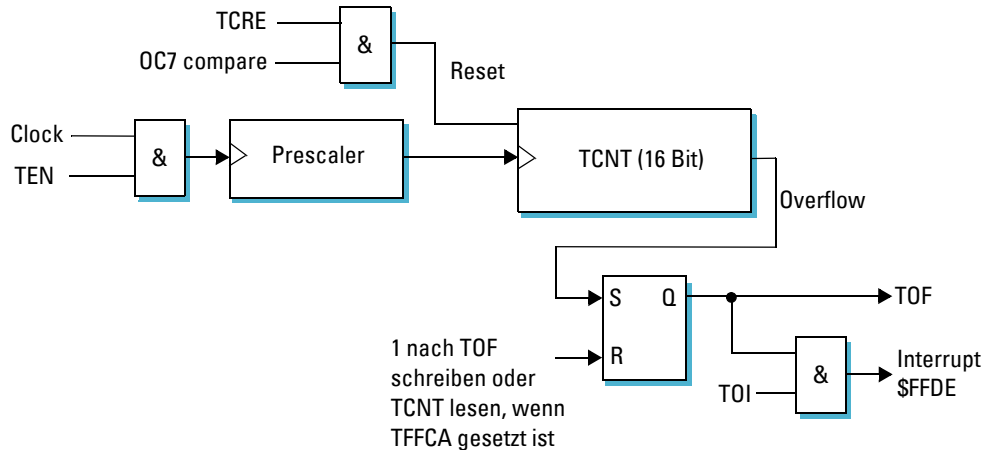 TCRE
&
OC7 compare
Reset
Clock
&
Prescaler
TCNT (16 Bit)
TEN
Overflow
S Q
TOF
R
1 nach TOF
schreiben oder
TCNT lesen, wenn
TFFCA gesetzt ist
TOI
&
Interrupt
$FFDE